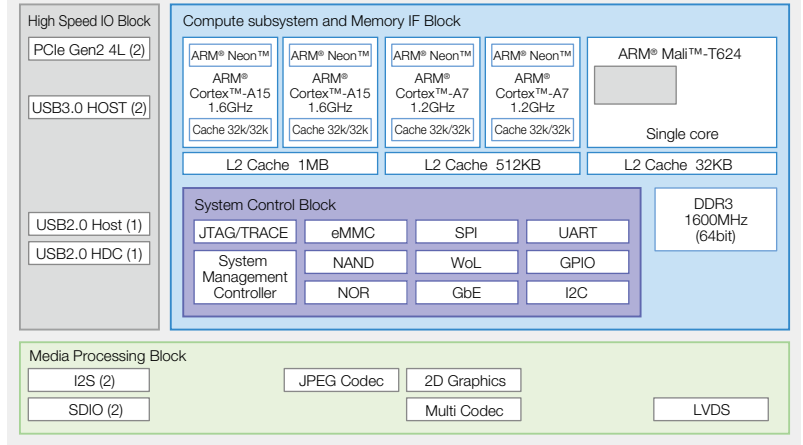 High Speed IO Block
PCIe Gen2 4L (2)
USB3.0 HOST (2)
USB2.0 Host (1)
USB2.0 HDC (1)
Compute subsystem and Memory IF Block
ARM® Neon™
ARM®
Cortex™-A15
1.6GHz
Cache 32k/32k
ARM® Neon™
ARM®
Cortex™-A15
1.6GHz
Cache 32k/32k
L2 Cache 1MB
ARM® Neon™
ARM®
Cortex™-A7
1.2GHz
Cache 32k/32k
ARM® Neon™
ARM®
Cortex™-A7
1.2GHz
Cache 32k/32k
L2 Cache 512KB
ARM® Mali™-T624
Single core
L2 Cache 32KB
System Control Block
JTAG/TRACE
eMMC
SPI
UART
System
Management
Controller
NAND
WoL
GPIO
NOR
GbE
I2C
DDR3
1600MHz
(64bit)
Media Processing Block
I2S (2)
JPEG Codec
2D Graphics
SDIO (2)
Multi Codec
LVDS